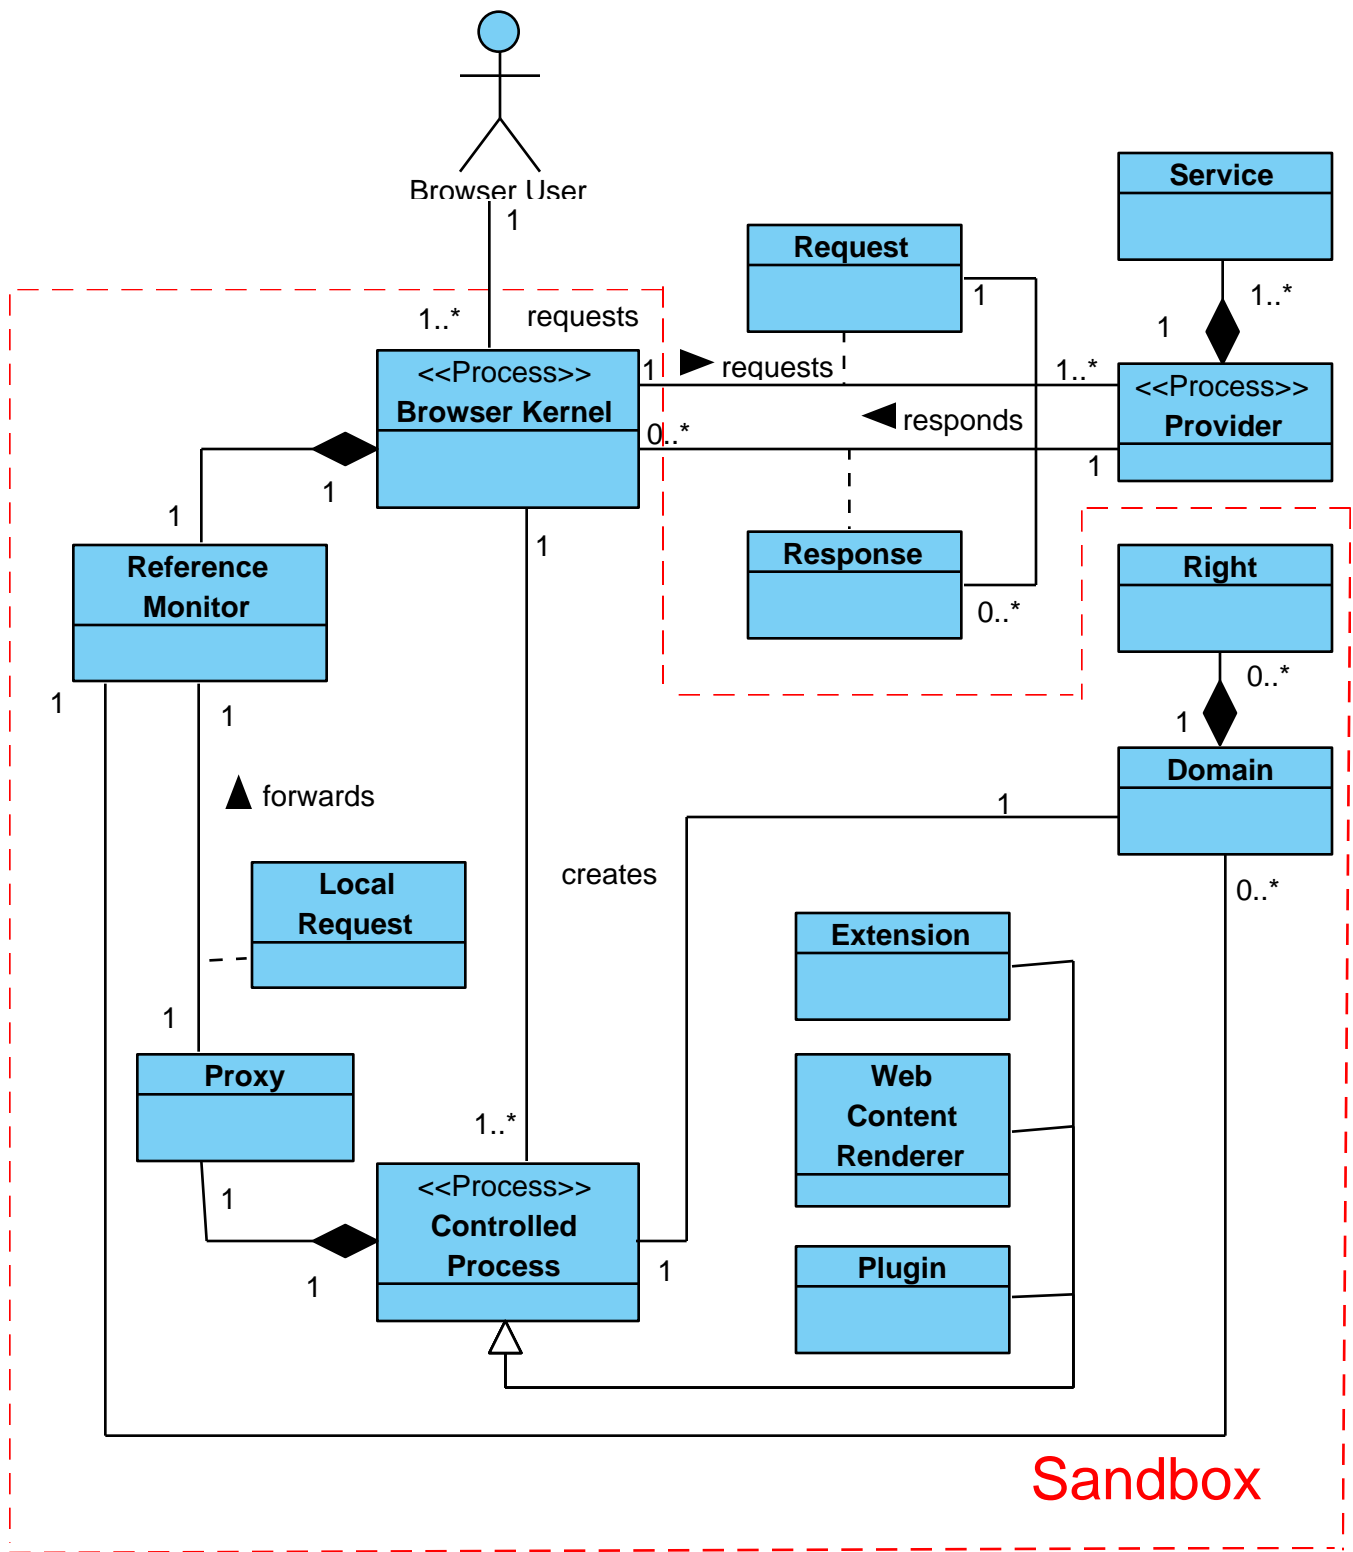 Browser User
1
Service
Request
1
1..*
1
1..*
requests
<<Process>>
Browser Kernel
1
requests
1..*
<<Process>>
Provider
0..*
responds
1
1
1
1
Reference
Monitor
Response
0..*
Right
0..*
1
1
1
Domain
forwards
1
0..*
Local
Request
creates
Extension
1
Proxy
Web
Content
Renderer
1..*
1
<<Process>>
Controlled
Process
1
1
Plugin
Sandbox